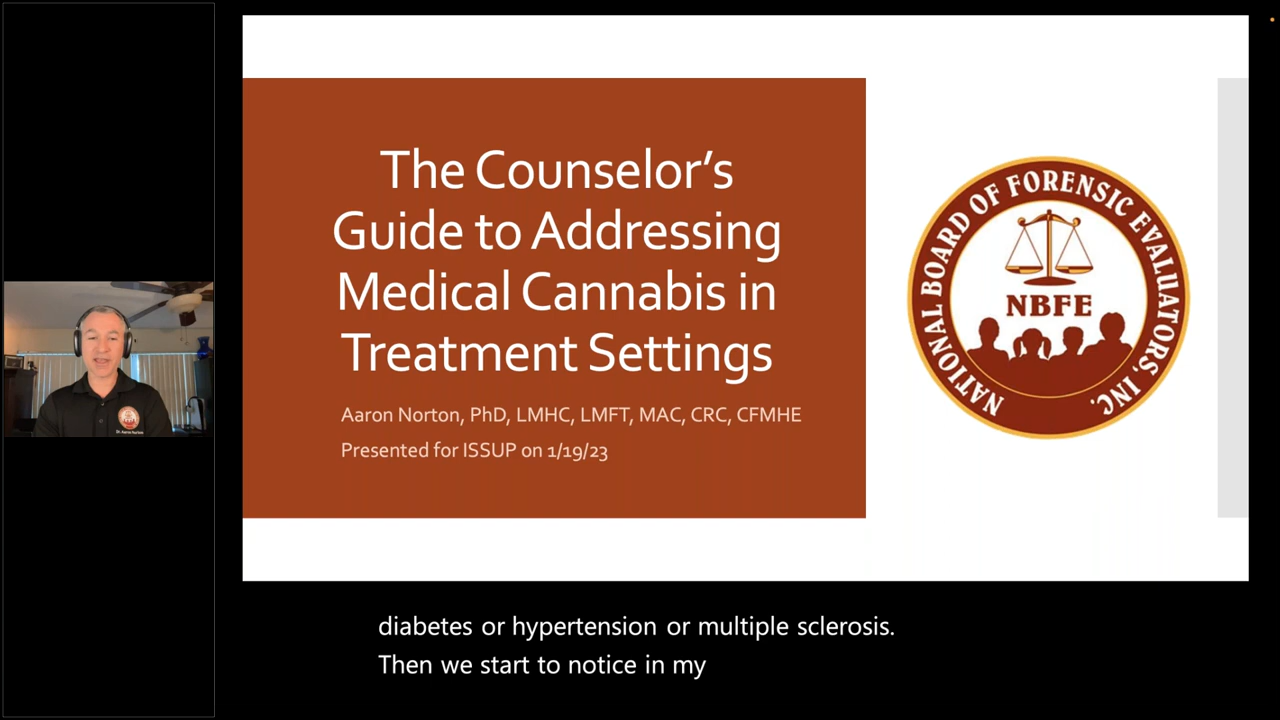 The Counselor’s
Guide to Addressing
Medical Cannabis in
Treatment Settings
Aaron Norton, PhD, LMHC, LMFT, MAC, CRC, CFMHE
Presented for ISSUP on 1/19/23
NATIONAL BOARD OF FORENSIC EVALUATORS, INC.
NBFE
diabetes or hypertension or multiple sclerosis.
Then we start to notice in my